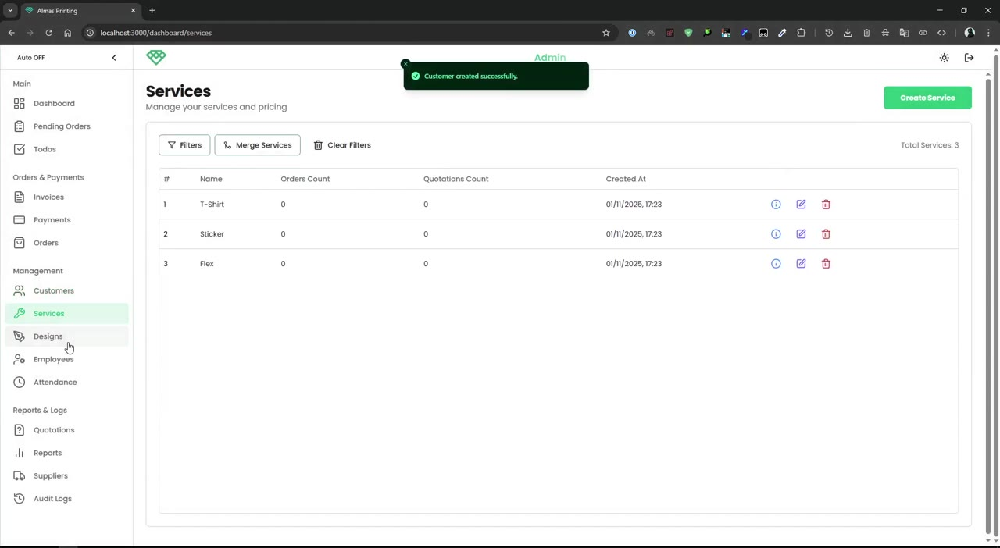 Almas Printing
localhost:3000/dashboard/services
Auto OFF
Admin
Customer created successfully.
Main
Dashboard
Pending Orders
Todos
Orders & Payments
Invoices
Payments
Orders
Management
Customers
Services
Designs
Employees
Attendance
Reports & Logs
Quotations
Reports
Suppliers
Audit Logs
Services
Manage your services and pricing
Create Service
Filters Merge Services Clear Filters Total Services: 3
# Name Orders Count Quotations Count Created At
1 T-Shirt 0 0 01/11/2025, 17:23
2 Sticker 0 0 01/11/2025, 17:23
3 Flex 0 0 01/11/2025, 17:23